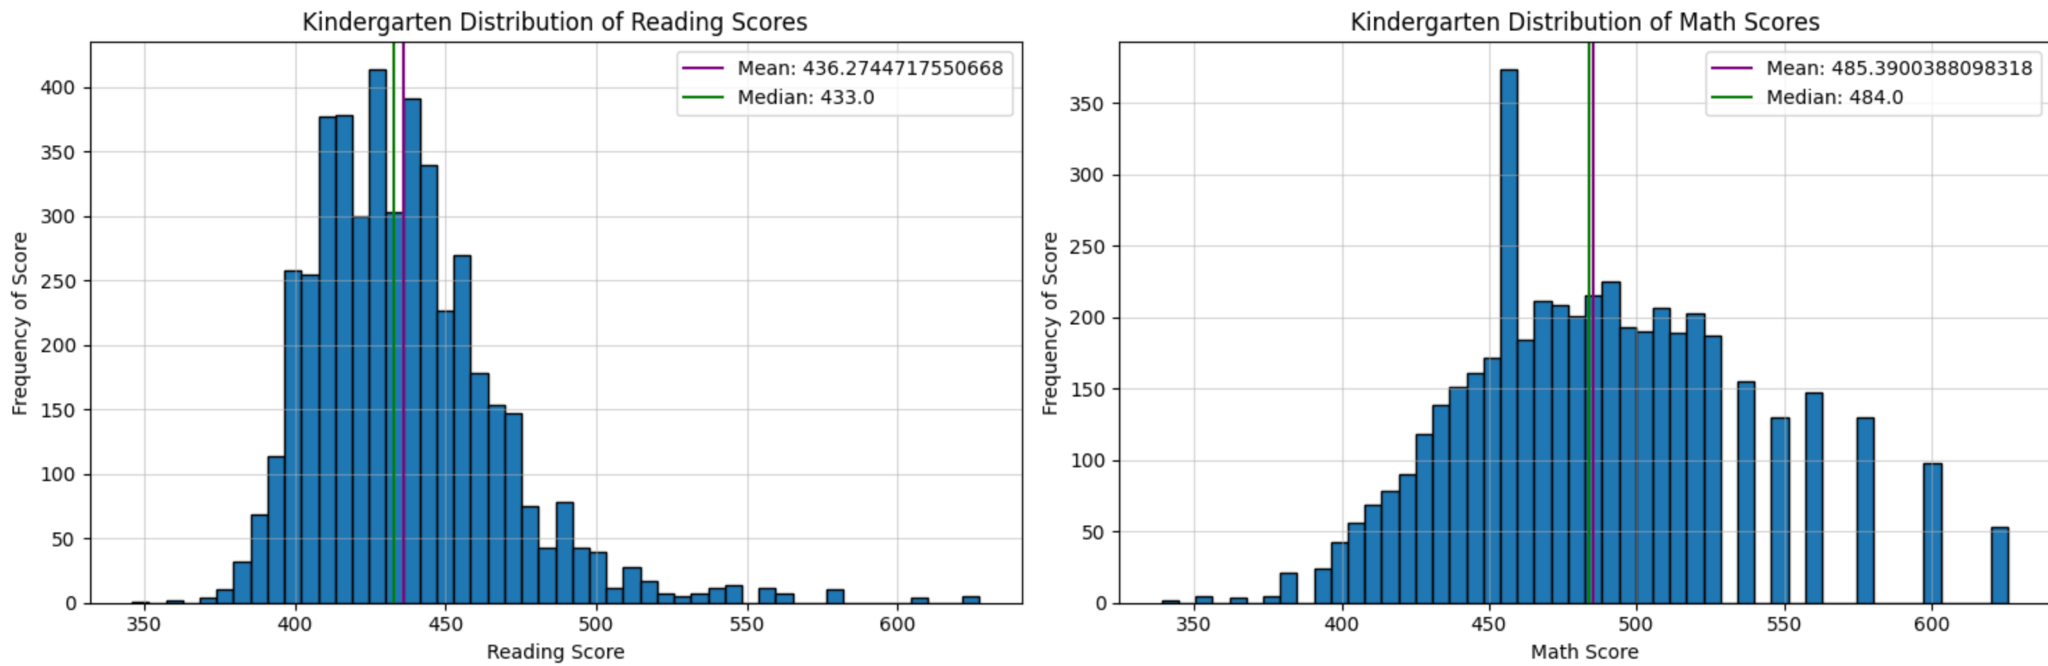 Kindergarten Distribution of Reading Scores
Mean: 436.2744717550668
Median: 433.0
Frequency of Score
400
350
300
250
200
150
100
50
0
350 400 450 500 550 600
Reading Score
Kindergarten Distribution of Math Scores
Mean: 485.3900388098318
Median: 484.0
Frequency of Score
350
300
250
200
150
100
50
0
350 400 450 500 550 600
Math Score